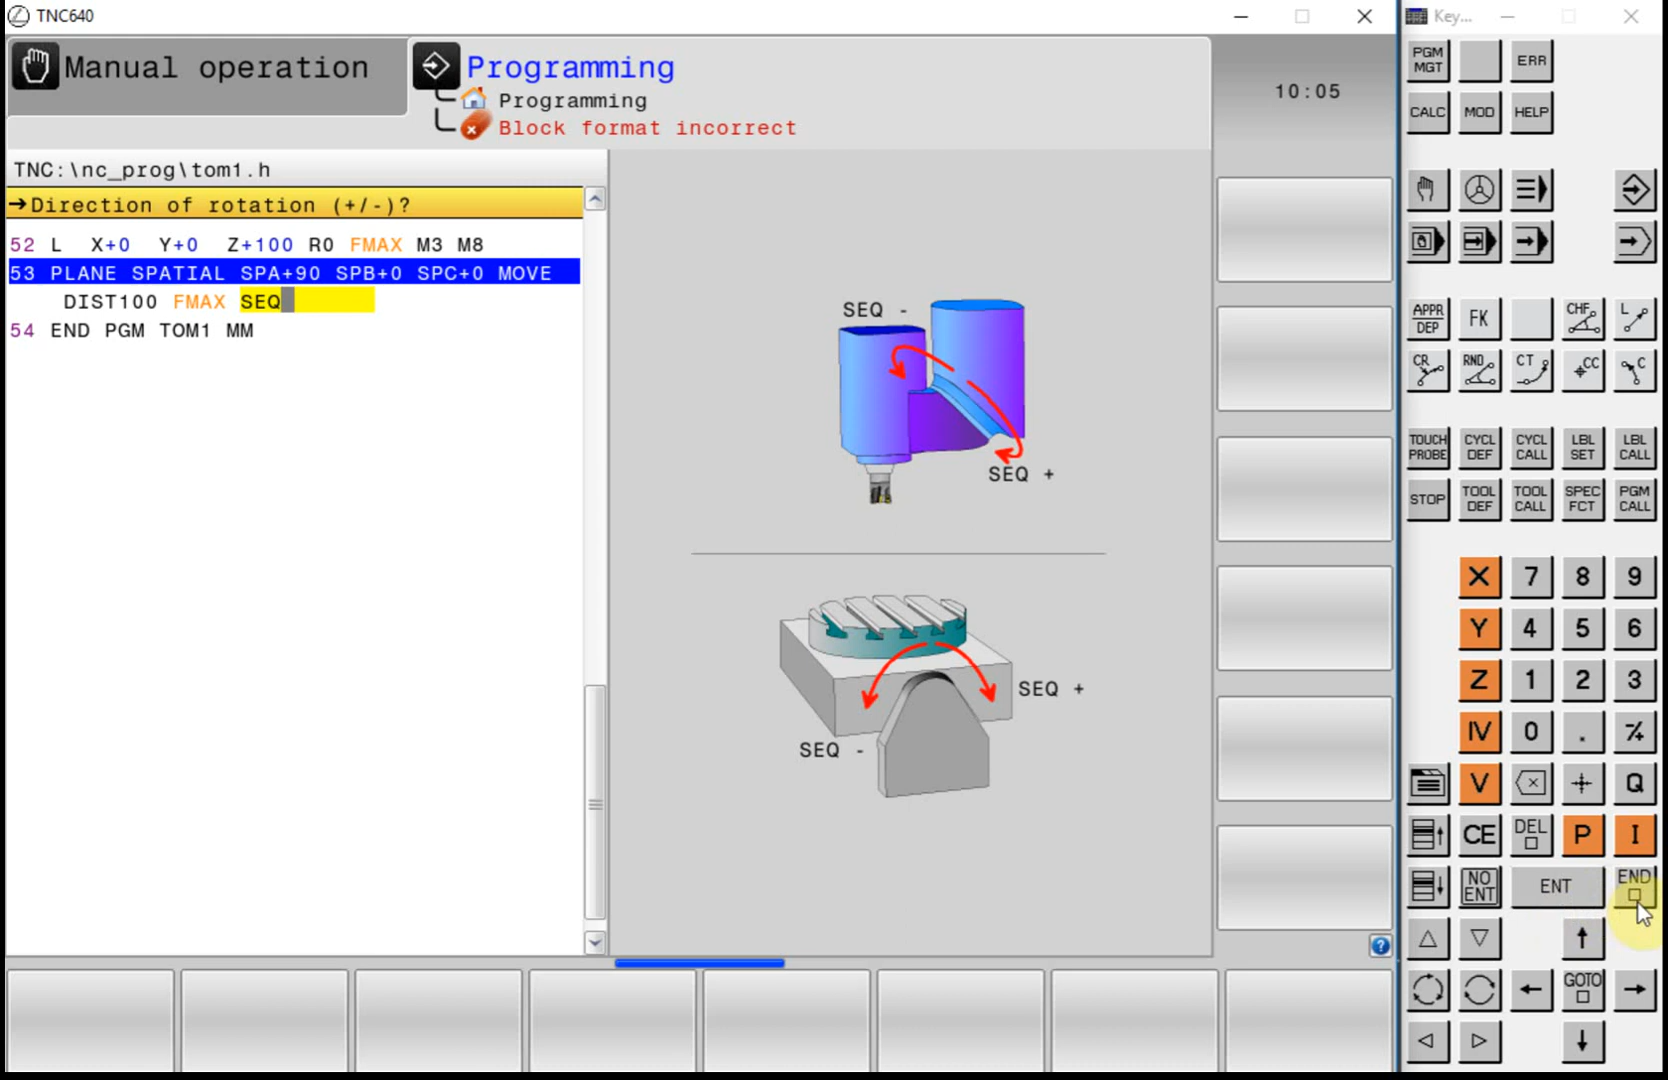 TNC640
Key...
Manual operation
Programming
Programming
Block format incorrect
10:05
TNC:\nc_prog\tom1.h
→Direction of rotation (+/-)?
52 L X+0 Y+0 Z+100 R0 FMAX M3 M8
53 PLANE SPATIAL SPA+90 SPB+0 SPC+0 MOVE
DIST100 FMAX SEQ
54 END PGM TOM1 MM
SEQ -
SEQ +
SEQ +
SEQ -
?
PGM MGT
ERR
CALC
MOD
HELP
APPR DEP
FK
CHF
L
CR
RND
CT
CC
C
TOUCH PROBE
CYCL DEF
CYCL CALL
LBL SET
LBL CALL
STOP
TOOL DEF
TOOL CALL
SPEC FCT
PGM CALL
X 7 8 9
Y 4 5 6
Z 1 2 3
IV 0 . -/+
V Q
CE DEL P I
NO ENT
ENT
END
GOTO